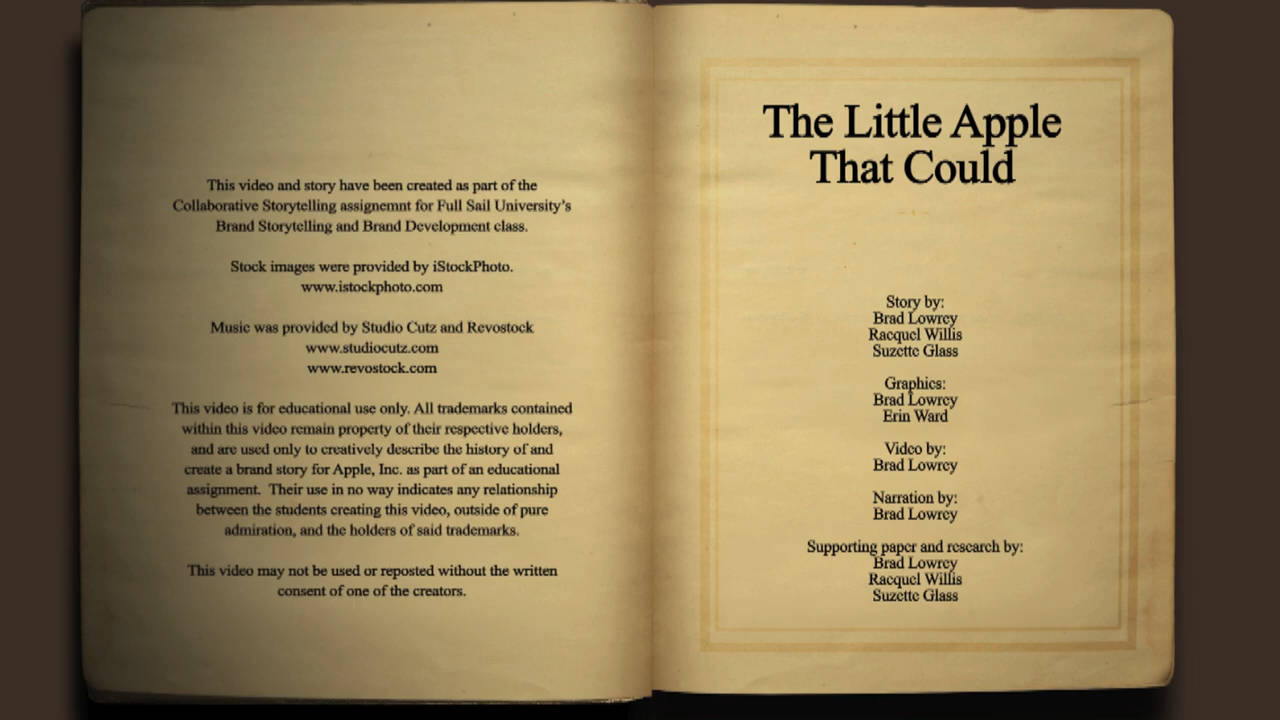 This video and story have been created as part of the
Collaborative Storytelling assignemnt for Full Sail University's
Brand Storytelling and Brand Development class.
Stock images were provided by iStockPhoto.
www.istockphoto.com
Music was provided by Studio Cutz and Revostock
www.studiocutz.com
www.revostock.com
This video is for educational use only. All trademarks contained
within this video remain property of their respective holders,
and are used only to creatively describe the history of and
create a brand story for Apple, Inc. as part of an educational
assignment.  Their use in no way indicates any relationship
between the students creating this video, outside of pure
admiration, and the holders of said trademarks.
This video may not be used or reposted without the written
consent of one of the creators.
The Little Apple
That Could
Story by:
Brad Lowrey
Racquel Willis
Suzette Glass
Graphics:
Brad Lowrey
Erin Ward
Video by:
Brad Lowrey
Narration by:
Brad Lowrey
Supporting paper and research by:
Brad Lowrey
Racquel Willis
Suzette Glass